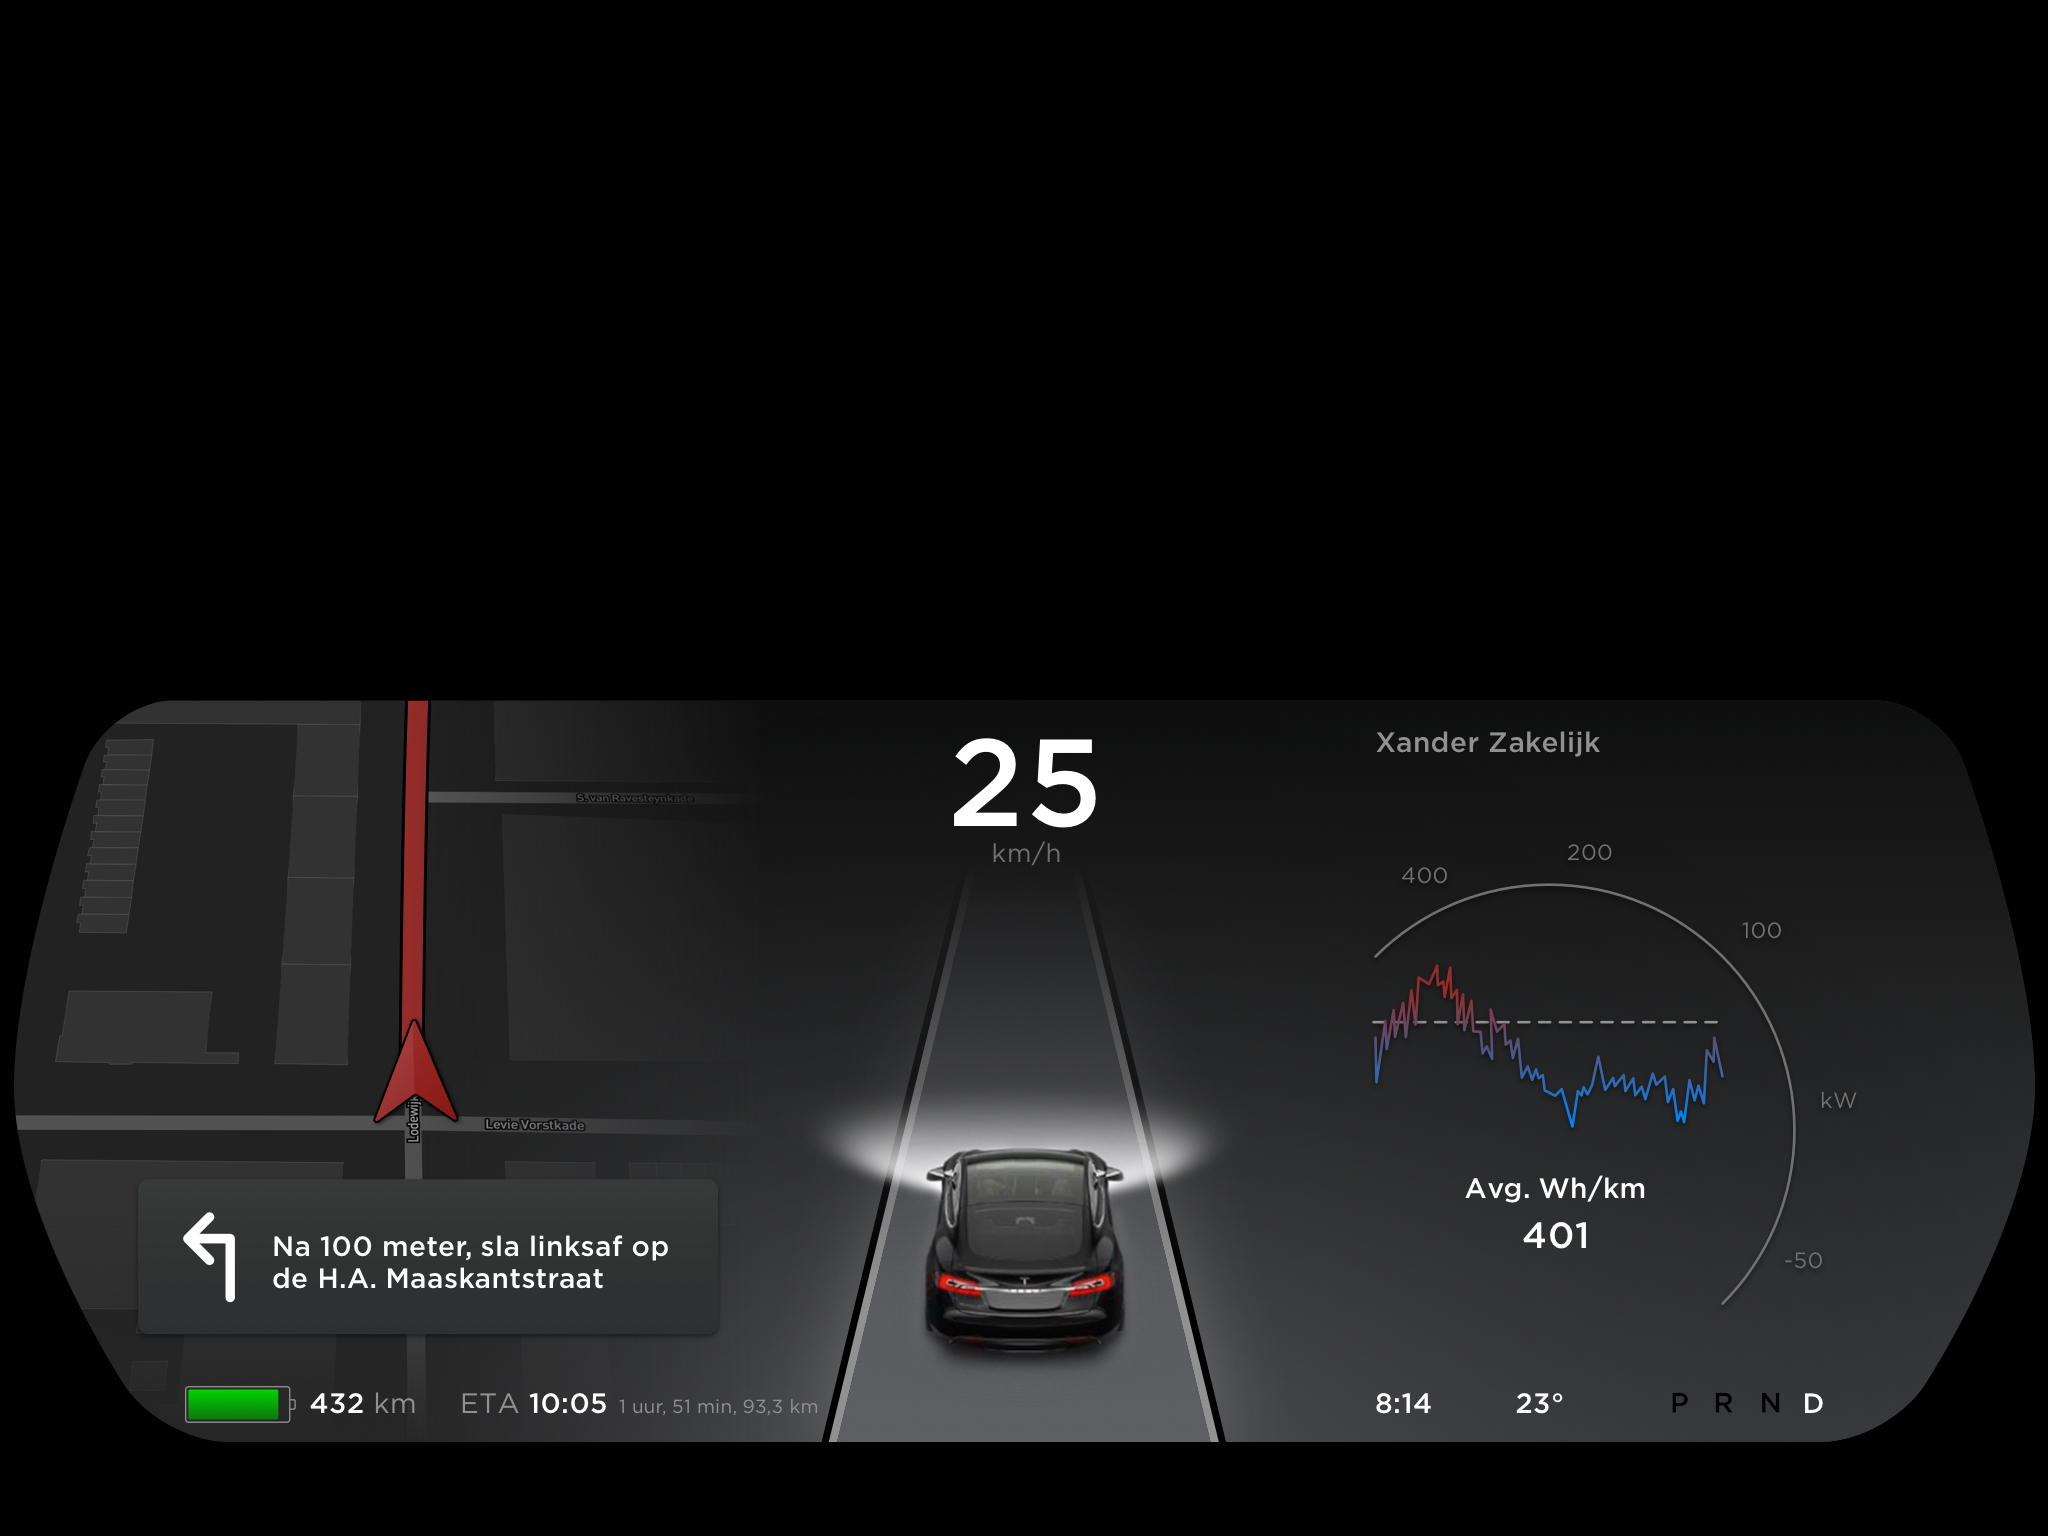 25
km/h
Xander Zakelijk
S. van Ravesteynkade
400
200
100
kW
-50
Lodewijk
Levie Vorstkade
Avg. Wh/km
401
Na 100 meter, sla linksaf op
de H.A. Maaskantstraat
432 km
ETA 10:05 1 uur, 51 min, 93,3 km
8:14
23°
P R N D